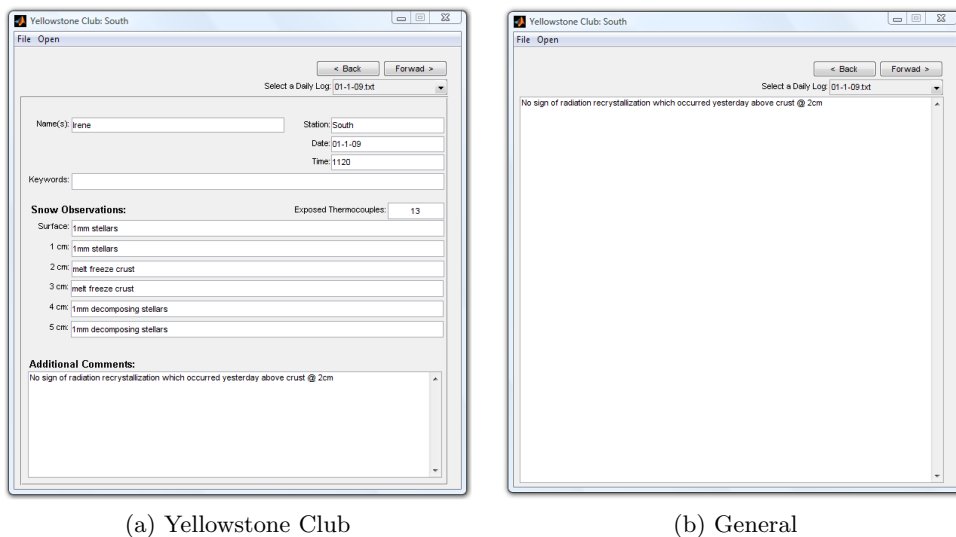 Yellowstone Club: South
File Open
< Back Forwad >
Select a Daily Log: 01-1-09.txt
Name(s): Irene
Station: South
Date: 01-1-09
Time: 1120
Keywords:
Snow Observations: Exposed Thermocouples: 13
Surface: 1mm stellars
1 cm: 1mm stellars
2 cm: melt freeze crust
3 cm: melt freeze crust
4 cm: 1mm decomposing stellars
5 cm: 1mm decomposing stellars
Additional Comments:
No sign of radiation recrystallization which occurred yesterday above crust @ 2cm
(a) Yellowstone Club
Yellowstone Club: South
File Open
< Back Forwad >
Select a Daily Log: 01-1-09.txt
No sign of radiation recrystallization which occurred yesterday above crust @ 2cm
(b) General